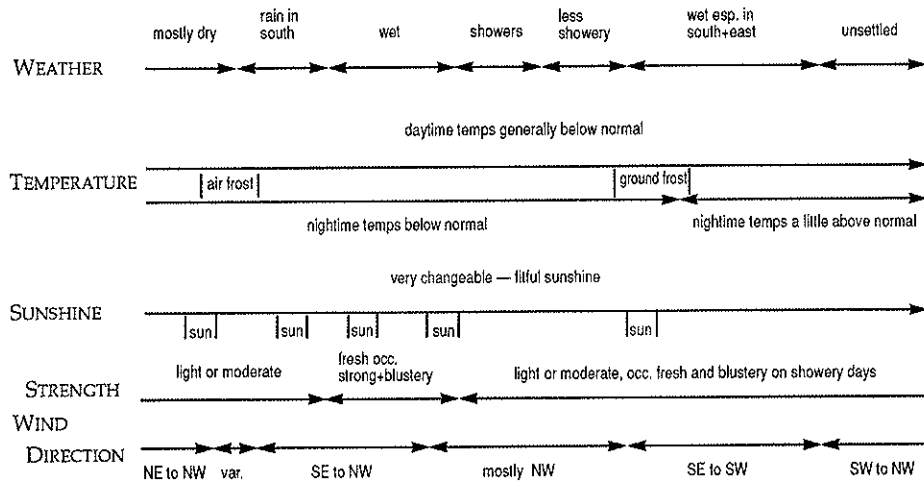 mostly dry
rain in
south
wet
showers
less
showery
wet esp. in
south+east
unsettled
WEATHER
daytime temps generally below normal
TEMPERATURE
air frost
ground frost
nightime temps below normal
nightime temps a little above normal
very changeable — fitful sunshine
SUNSHINE
sun
sun
sun
sun
sun
light or moderate
fresh occ.
strong+blustery
light or moderate, occ. fresh and blustery on showery days
STRENGTH
WIND
DIRECTION
NE to NW
var.
SE to NW
mostly NW
SE to SW
SW to NW